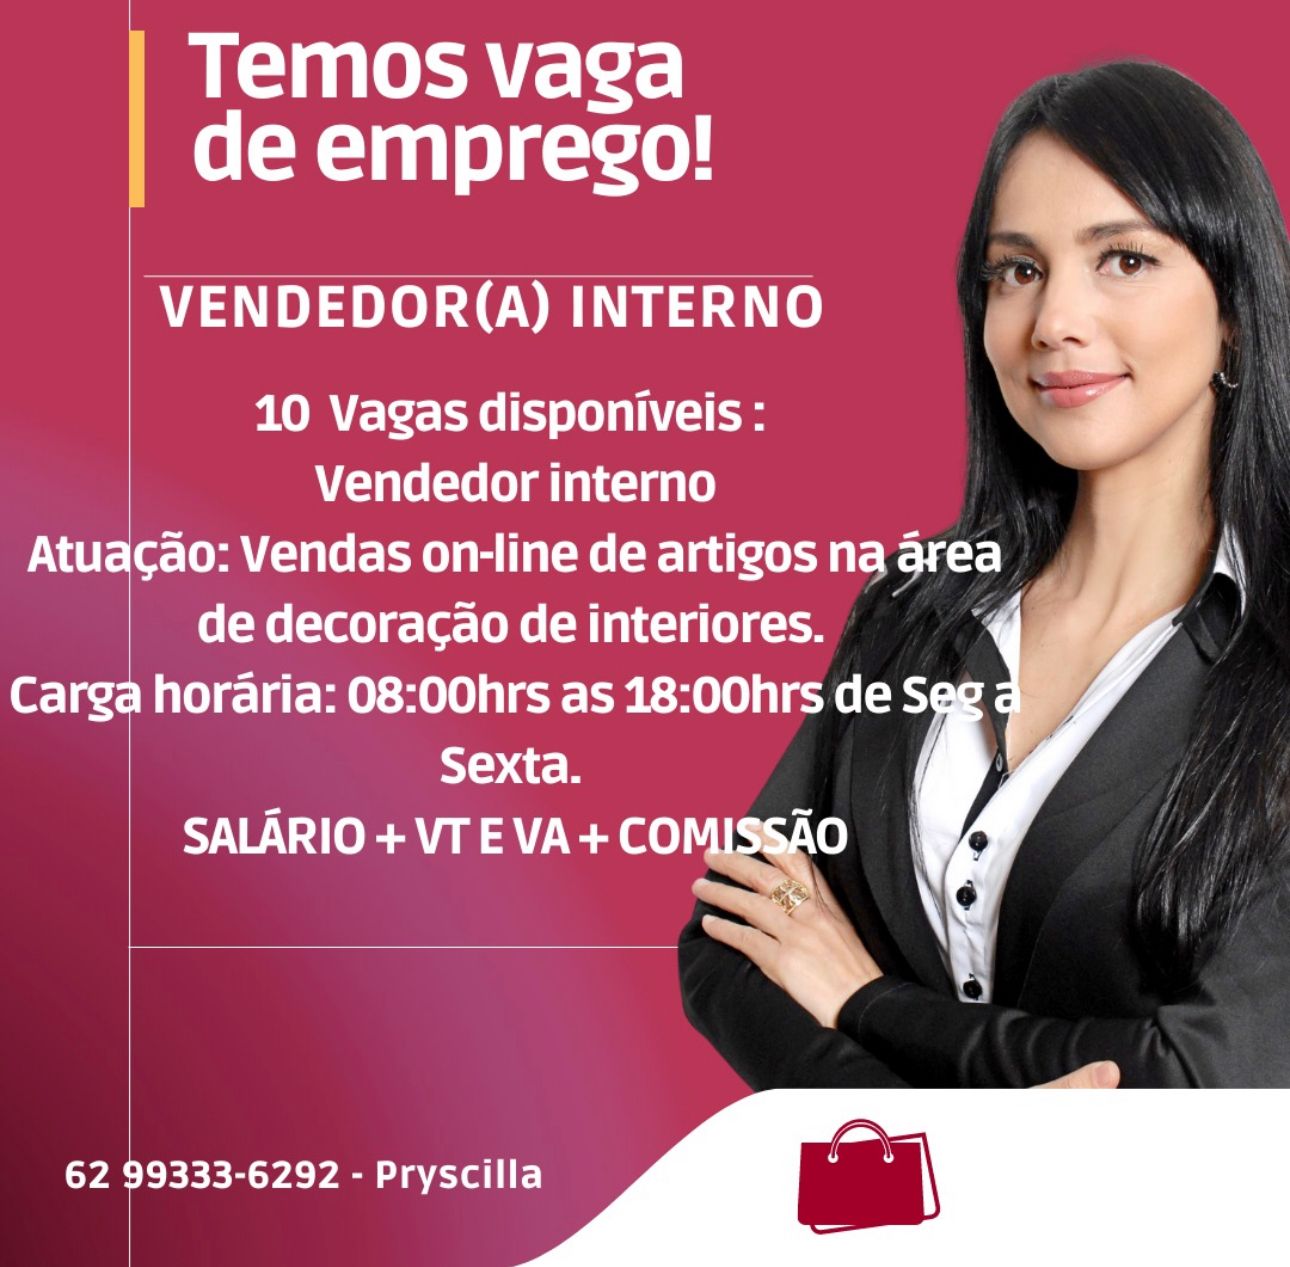 Temos vaga
de emprego!
VENDEDOR(A) INTERNO
10 Vagas disponíveis :
Vendedor interno
Atuação: Vendas on-line de artigos na área
de decoração de interiores.
Carga horária: 08:00hrs as 18:00hrs de Seg a
Sexta.
SALÁRIO + VT E VA + COMISSÃO
62 99333-6292 - Pryscilla